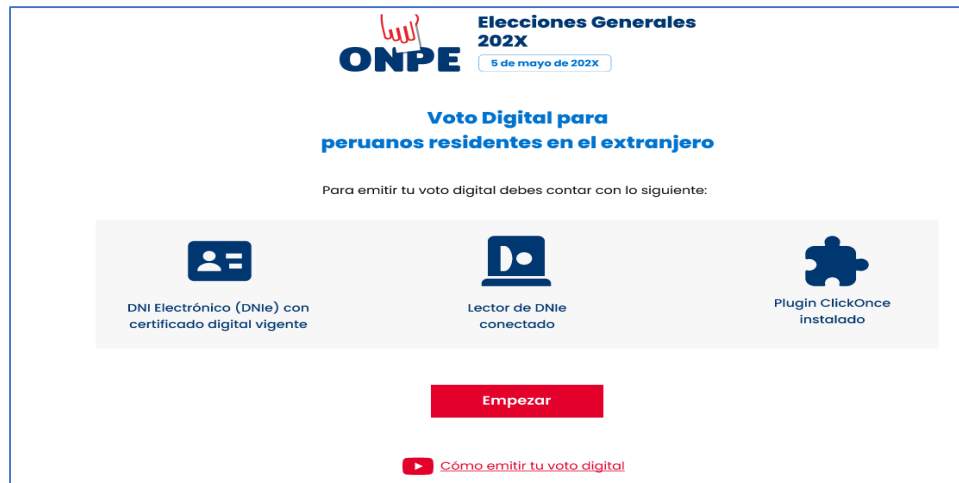 ONPE
Elecciones Generales
202X
5 de mayo de 202X
Voto Digital para
peruanos residentes en el extranjero
Para emitir tu voto digital debes contar con lo siguiente:
DNI Electrónico (DNIe) con
certificado digital vigente
Lector de DNIe
conectado
Plugin ClickOnce
instalado
Empezar
Cómo emitir tu voto digital